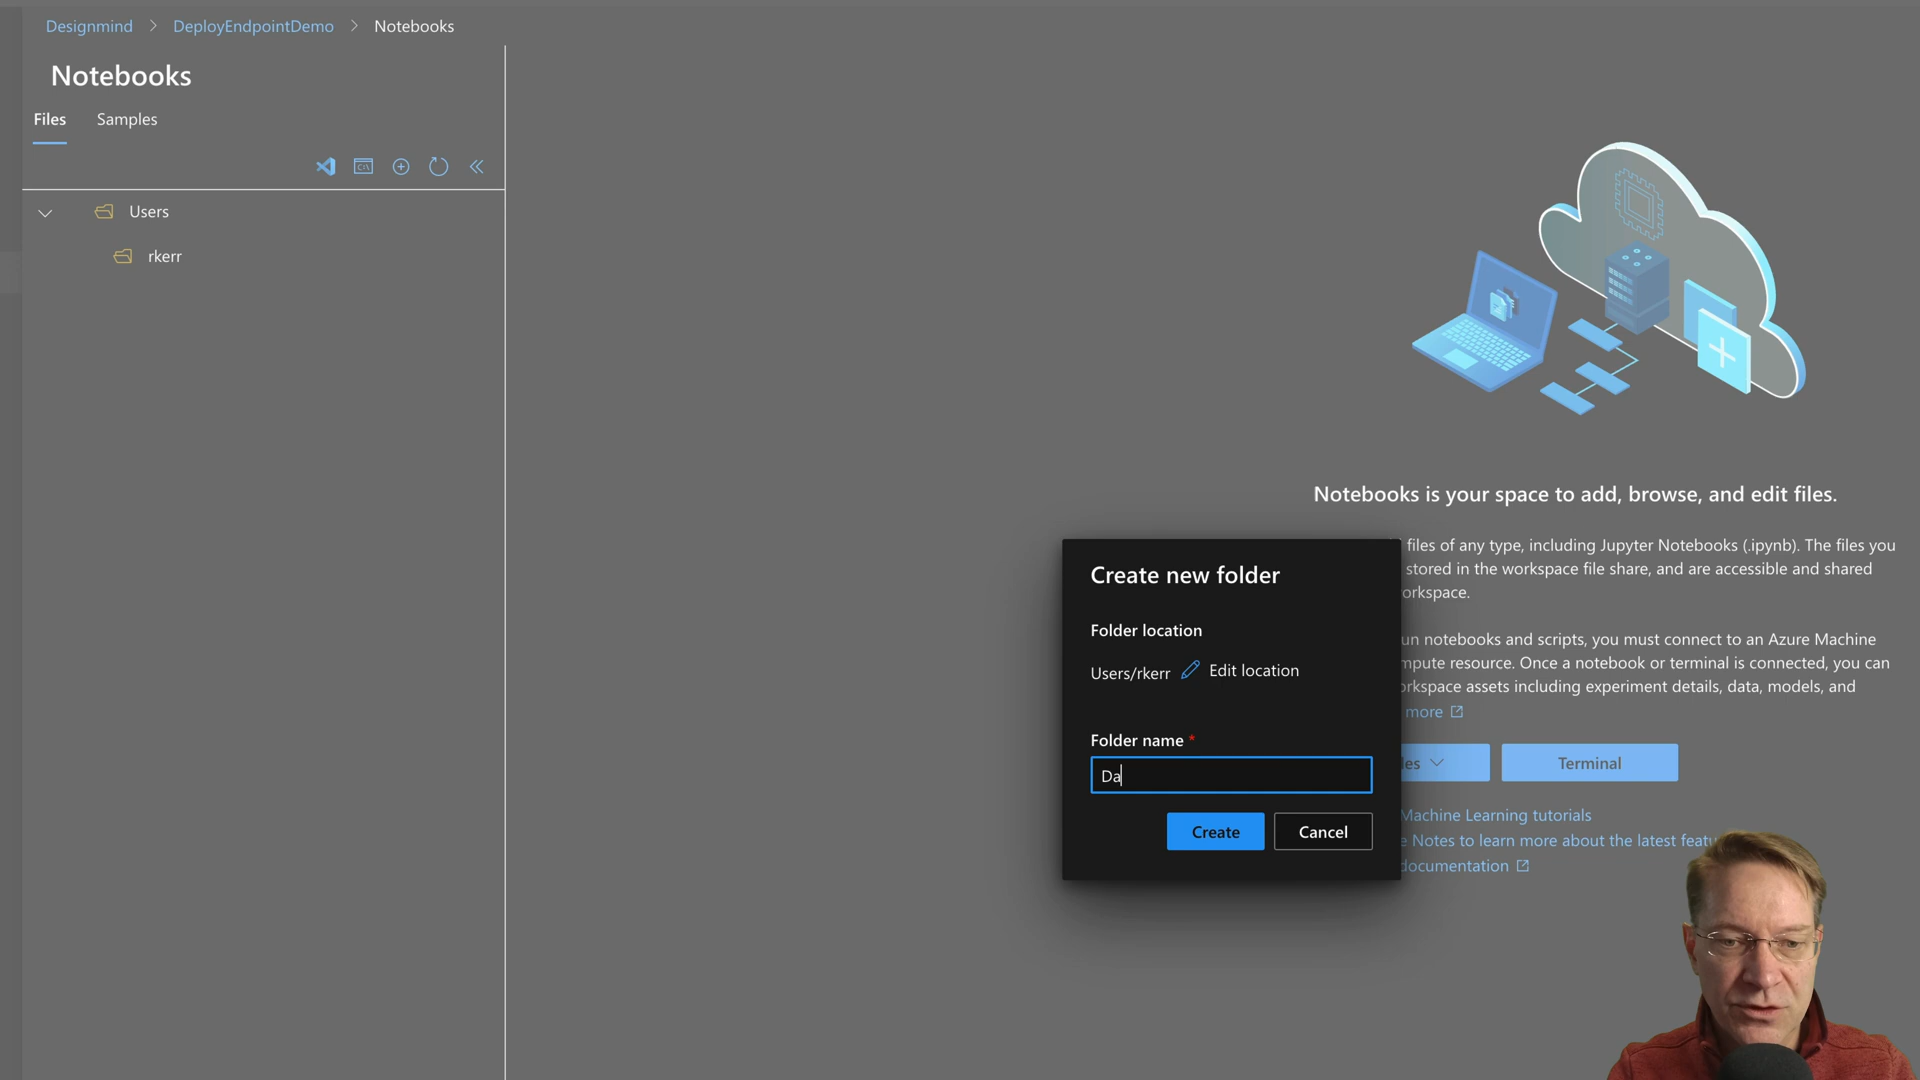 Designmind > DeployEndpointDemo > Notebooks
Notebooks
Files Samples
Users
rkerr
Notebooks is your space to add, browse, and edit files.
files of any type, including Jupyter Notebooks (.ipynb). The files you
stored in the workspace file share, and are accessible and shared
orkspace.
un notebooks and scripts, you must connect to an Azure Machine
mpute resource. Once a notebook or terminal is connected, you can
orkspace assets including experiment details, data, models, and
more
les Terminal
Machine Learning tutorials
e Notes to learn more about the latest featu
documentation
Create new folder
Folder location
Users/rkerr Edit location
Folder name *
Da
Create Cancel